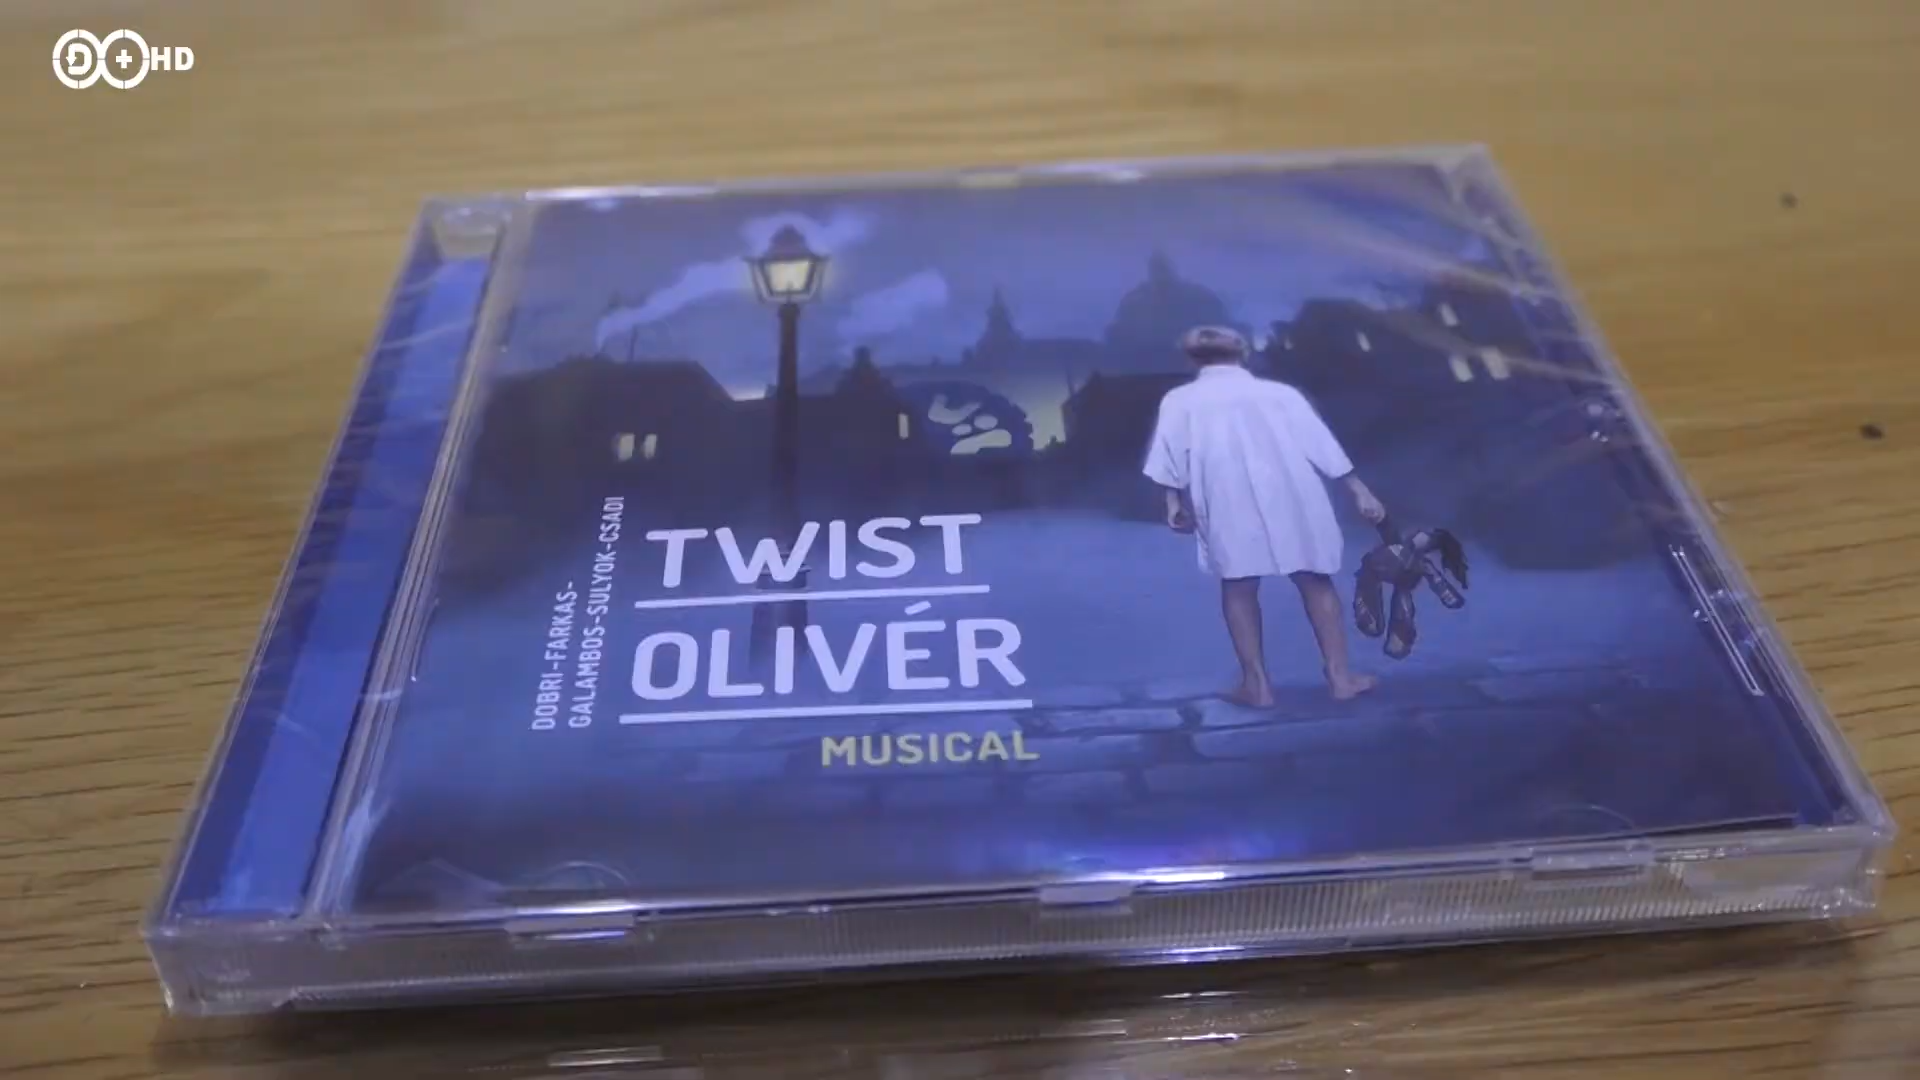 D+HD
DOBRI-FARKAS-
GALAMBOS-SULYOK-CSADI
TWIST
OLIVÉR
MUSICAL